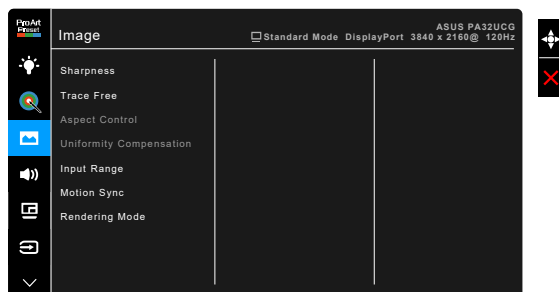 ProArt
Preset
Image
ASUS PA32UCG
Standard Mode DisplayPort 3840 x 2160@ 120Hz
Sharpness
Trace Free
Aspect Control
Uniformity Compensation
Input Range
Motion Sync
Rendering Mode